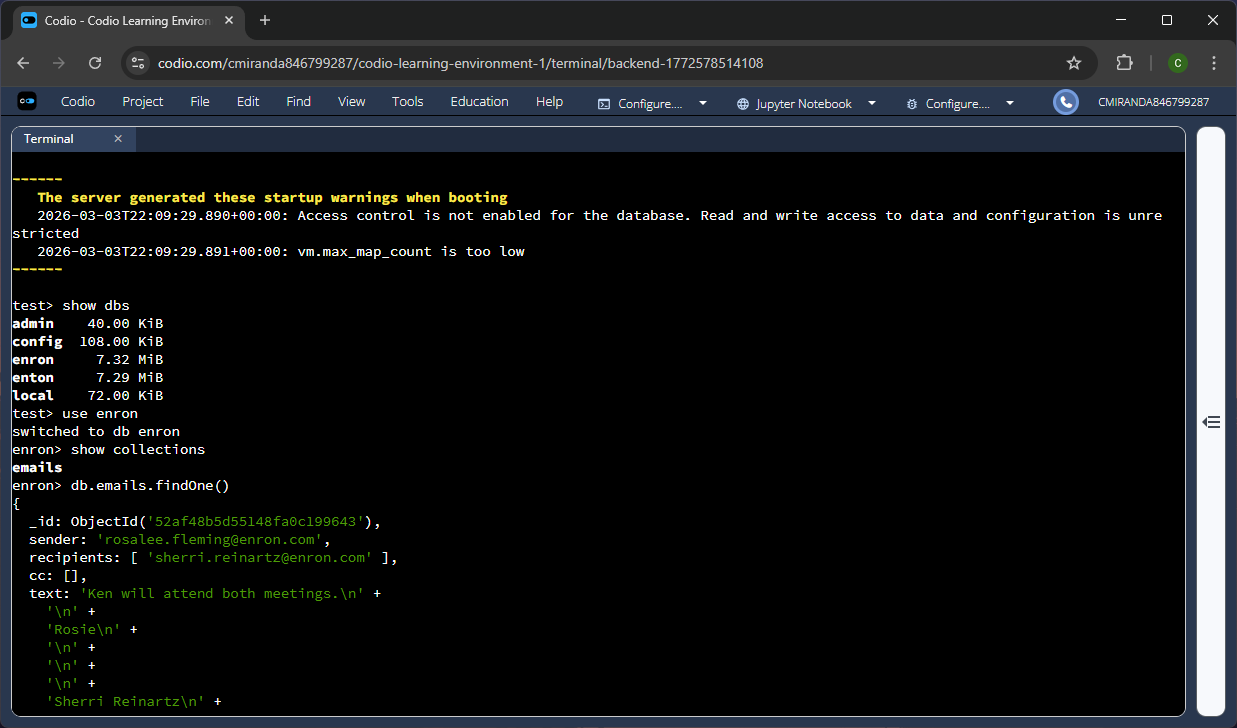 Codio - Codio Learning Environ
codio.com/cmiranda846799287/codio-learning-environment-1/terminal/backend-1772578514108
C
Codio Project File Edit Find View Tools Education Help Configure.... Jupyter Notebook Configure.... CMIRANDA846799287
Terminal
------
The server generated these startup warnings when booting
2026-03-03T22:09:29.890+00:00: Access control is not enabled for the database. Read and write access to data and configuration is unre
stricted
2026-03-03T22:09:29.891+00:00: vm.max_map_count is too low
------
test> show dbs
admin 40.00 KiB
config 108.00 KiB
enron 7.32 MiB
enton 7.29 MiB
local 72.00 KiB
test> use enron
switched to db enron
enron> show collections
emails
enron> db.emails.findOne()
{
_id: ObjectId('52af48b5d55148fa0c199643'),
sender: 'rosalee.fleming@enron.com',
recipients: [ 'sherri.reinartz@enron.com' ],
cc: [],
text: 'Ken will attend both meetings.\n' +
'\n' +
'Rosie\n' +
'\n' +
'\n' +
'\n' +
'Sherri Reinartz\n' +